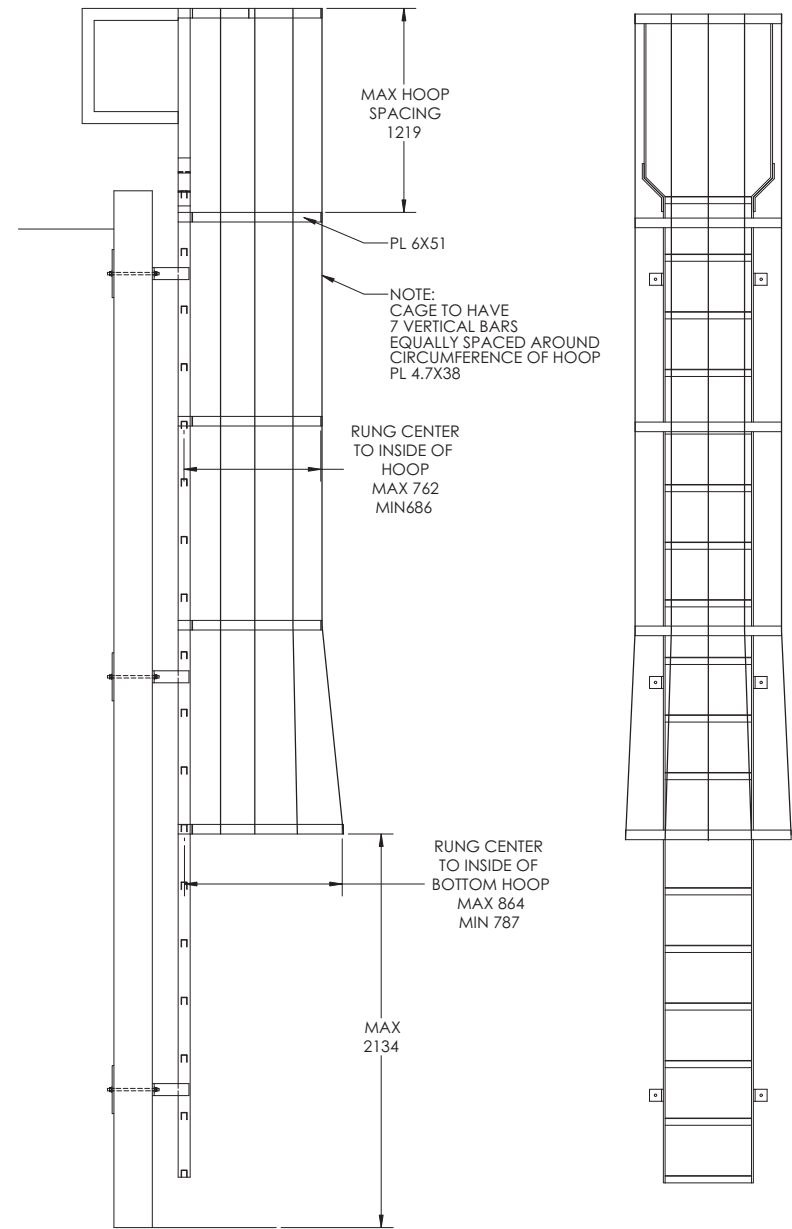 MAX HOOP
SPACING
1219
PL 6X51
NOTE:
CAGE TO HAVE
7 VERTICAL BARS
EQUALLY SPACED AROUND
CIRCUMFERENCE OF HOOP
PL 4.7X38
RUNG CENTER
TO INSIDE OF
HOOP
MAX 762
MIN686
RUNG CENTER
TO INSIDE OF
BOTTOM HOOP
MAX 864
MIN 787
MAX
2134